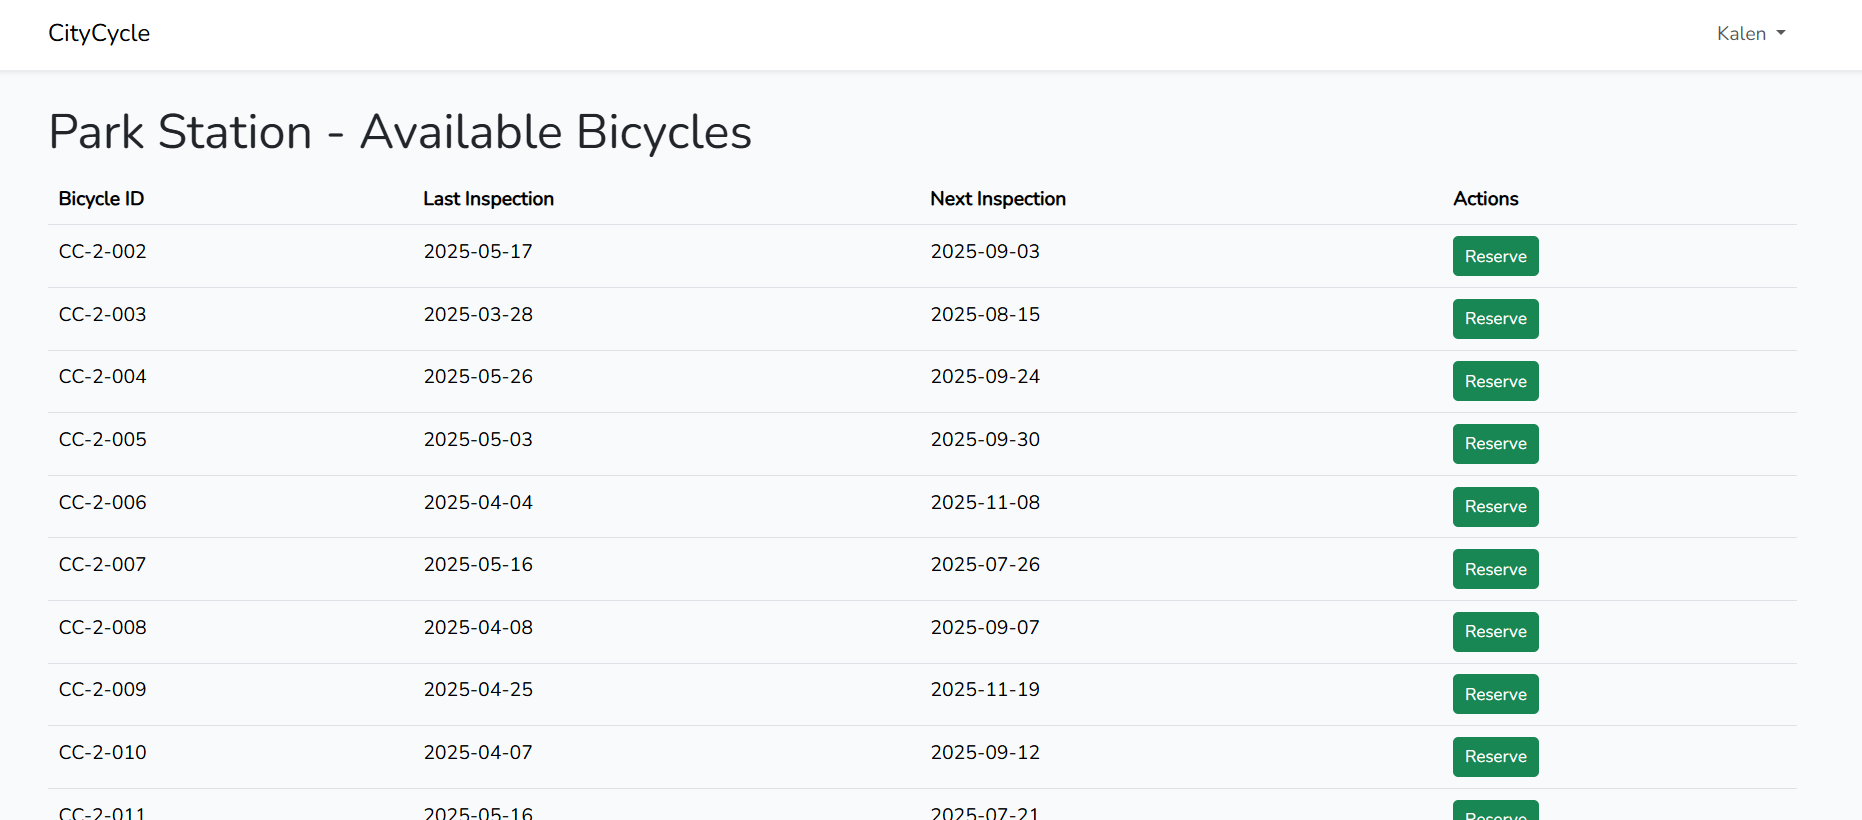 CityCycle
Kalen
Park Station - Available Bicycles
Bicycle ID Last Inspection Next Inspection Actions
CC-2-002 2025-05-17 2025-09-03 Reserve
CC-2-003 2025-03-28 2025-08-15 Reserve
CC-2-004 2025-05-26 2025-09-24 Reserve
CC-2-005 2025-05-03 2025-09-30 Reserve
CC-2-006 2025-04-04 2025-11-08 Reserve
CC-2-007 2025-05-16 2025-07-26 Reserve
CC-2-008 2025-04-08 2025-09-07 Reserve
CC-2-009 2025-04-25 2025-11-19 Reserve
CC-2-010 2025-04-07 2025-09-12 Reserve
CC-2-011 2025-05-16 2025-07-21 Reserve